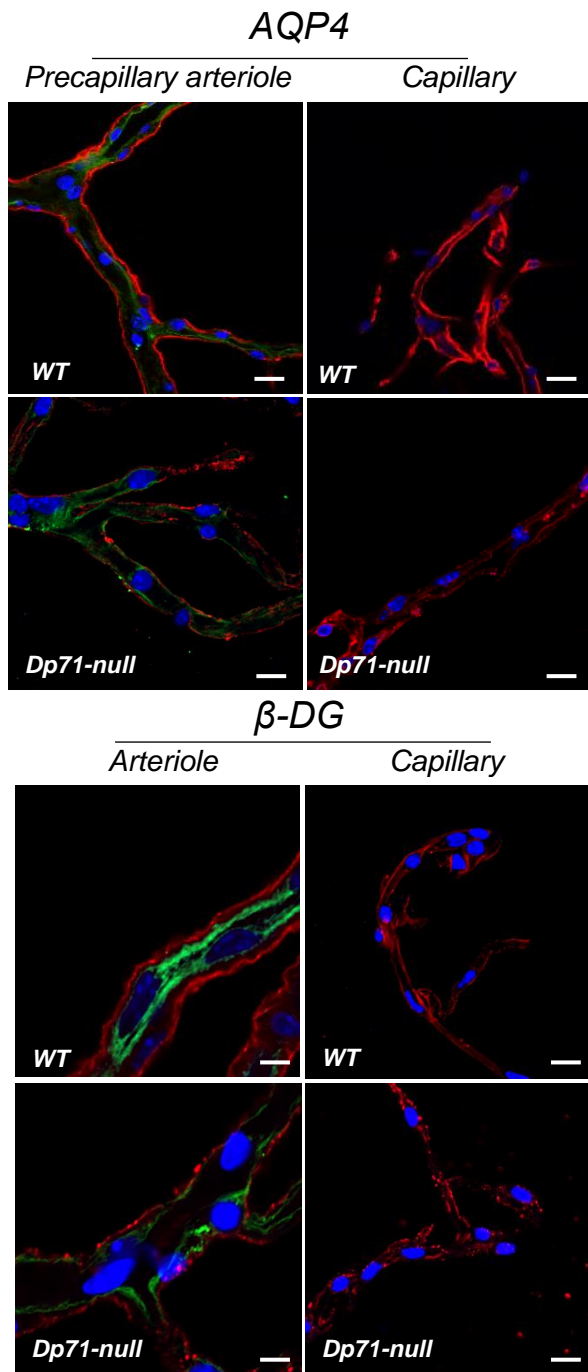 AQP4
Precapillary arteriole Capillary
WT WT
Dp71-null Dp71-null
β-DG
Arteriole Capillary
WT WT
Dp71-null Dp71-null